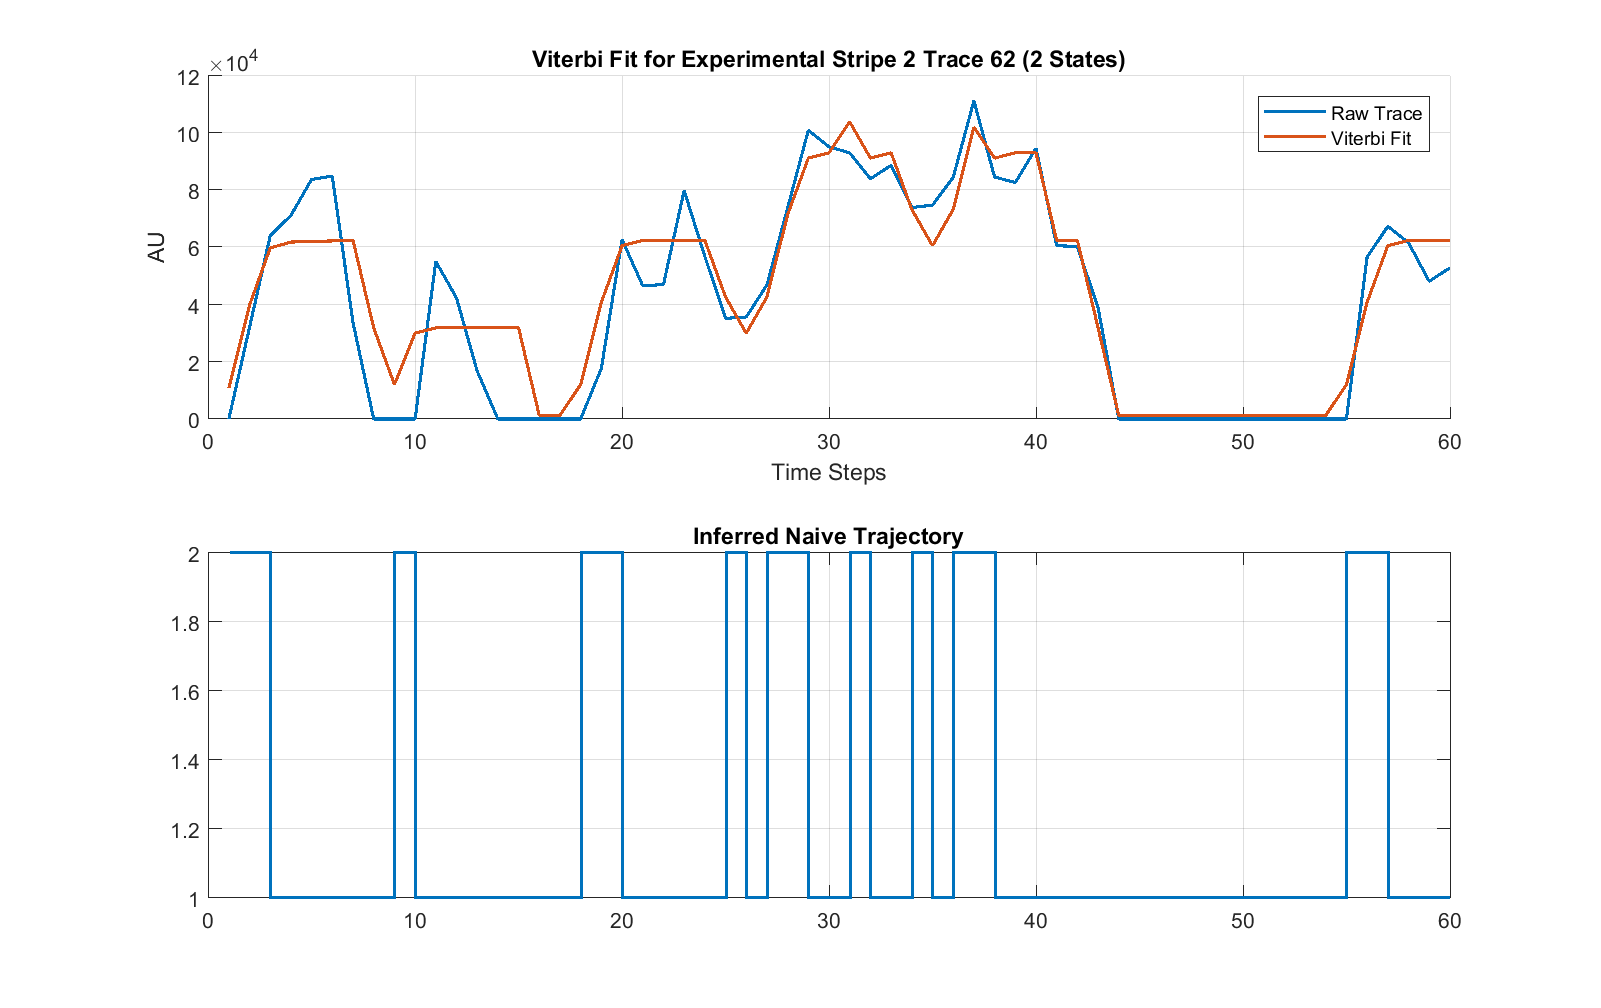 Viterbi Fit for Experimental Stripe 2 Trace 62 (2 States)
×10⁴
12
10
8
6
4
2
0
AU
Raw Trace
Viterbi Fit
0 10 20 30 40 50 60
Time Steps
Inferred Naive Trajectory
2
1.8
1.6
1.4
1.2
1
0 10 20 30 40 50 60